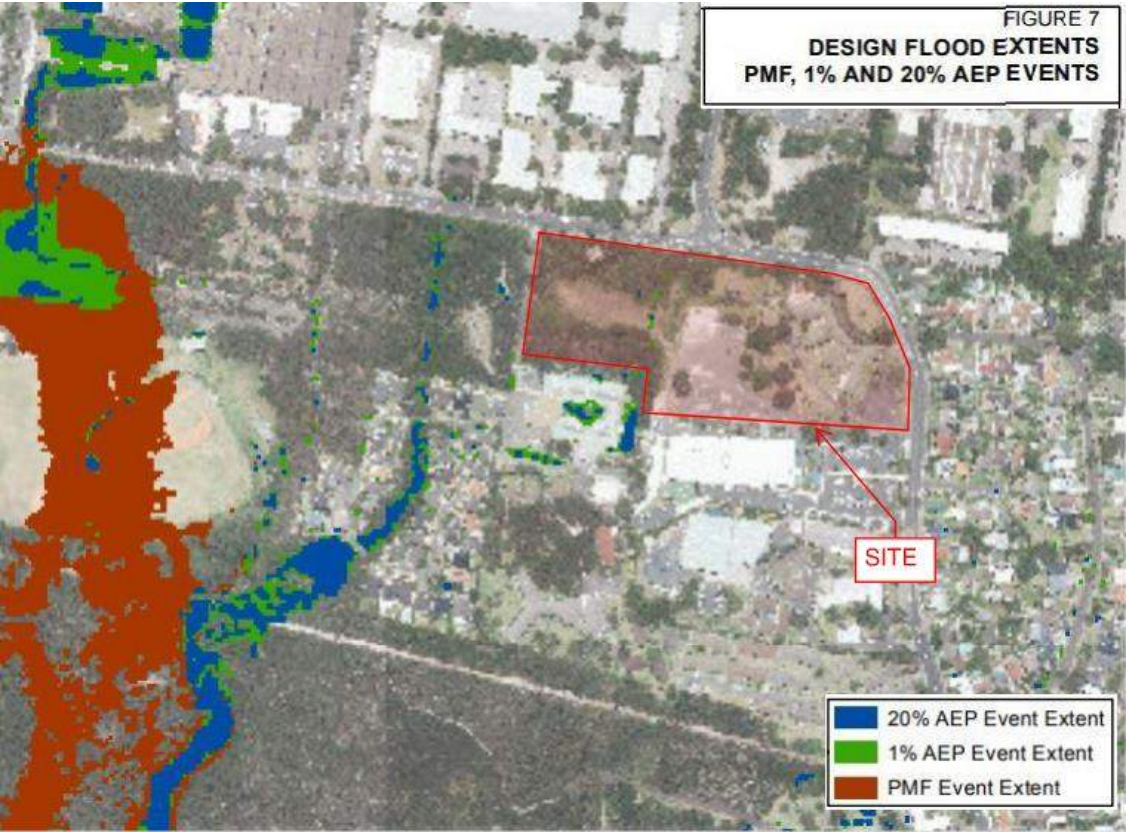 FIGURE 7
DESIGN FLOOD EXTENTS
PMF, 1% AND 20% AEP EVENTS
SITE
20% AEP Event Extent
1% AEP Event Extent
PMF Event Extent